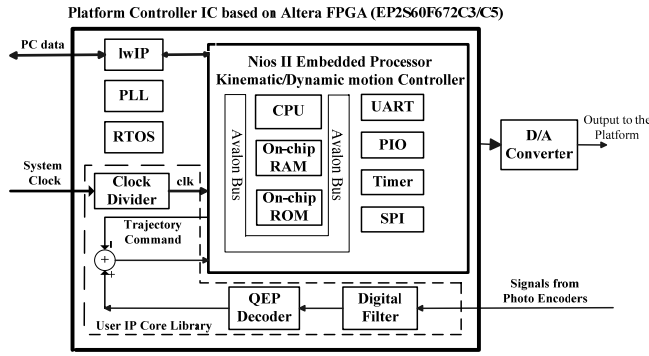 Platform Controller IC based on Altera FPGA (EP2S60F672C3/C5)
PC data
lwIP
PLL
RTOS
Nios II Embedded Processor
Kinematic/Dynamic motion Controller
Avalon Bus
CPU
On-chip
RAM
On-chip
ROM
Avalon Bus
UART
PIO
Timer
SPI
D/A
Converter
Output to the
Platform
System
Clock
Clock
Divider
clk
Trajectory
Command
-
+
+
QEP
Decoder
Digital
Filter
Signals from
Photo Encoders
User IP Core Library